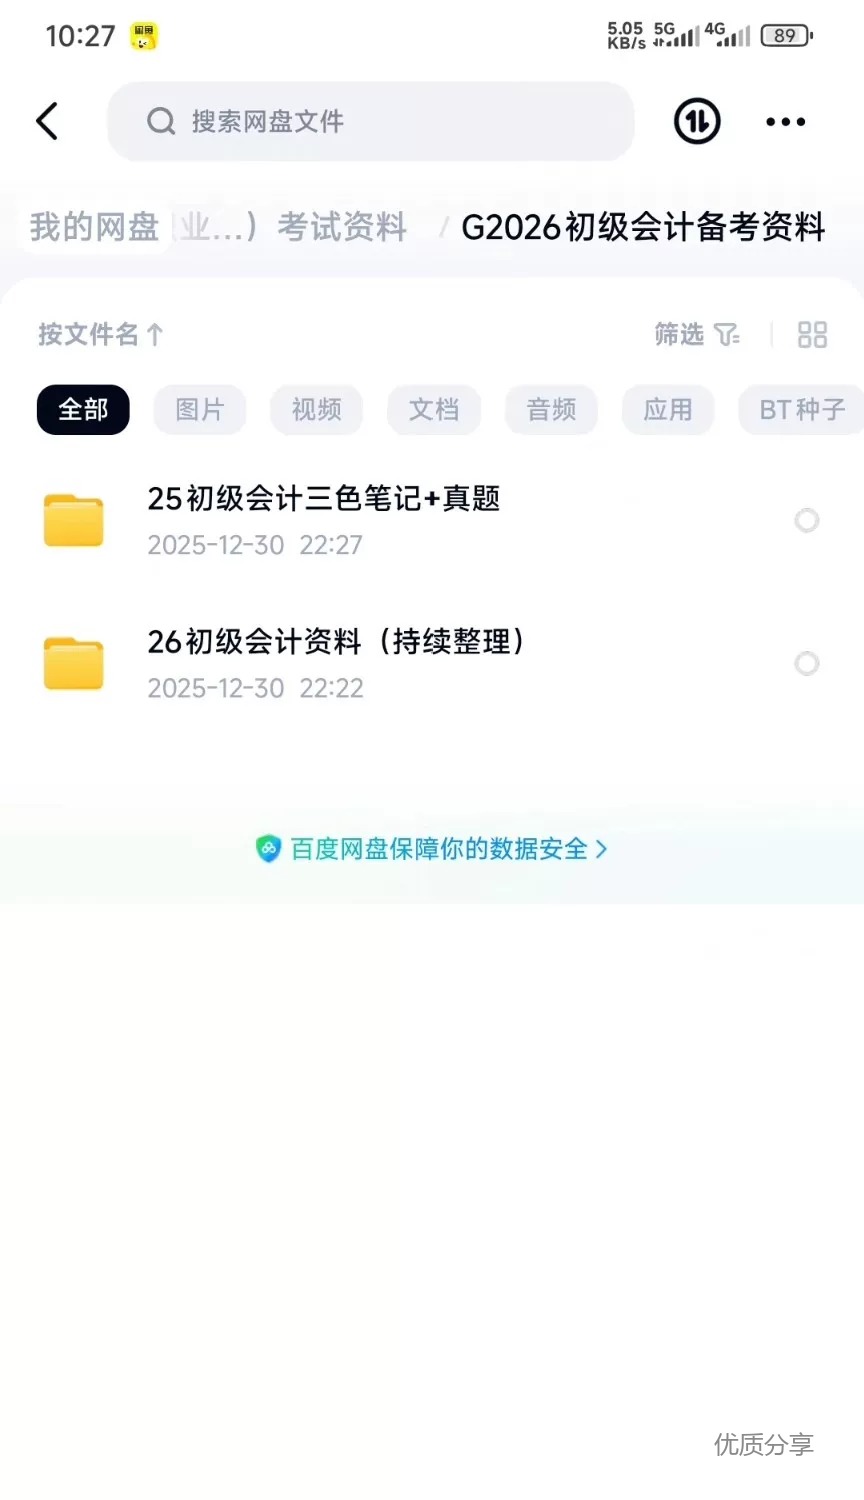 10:27 闲鱼 5.05 KB/s 5G 4G 89
搜索网盘文件
我的网盘 业...) 考试资料 / G2026初级会计备考资料
按文件名↑ 筛选
全部 图片 视频 文档 音频 应用 BT种子
25初级会计三色笔记+真题
2025-12-30 22:27
26初级会计资料（持续整理）
2025-12-30 22:22
百度网盘保障你的数据安全 >
优质分享